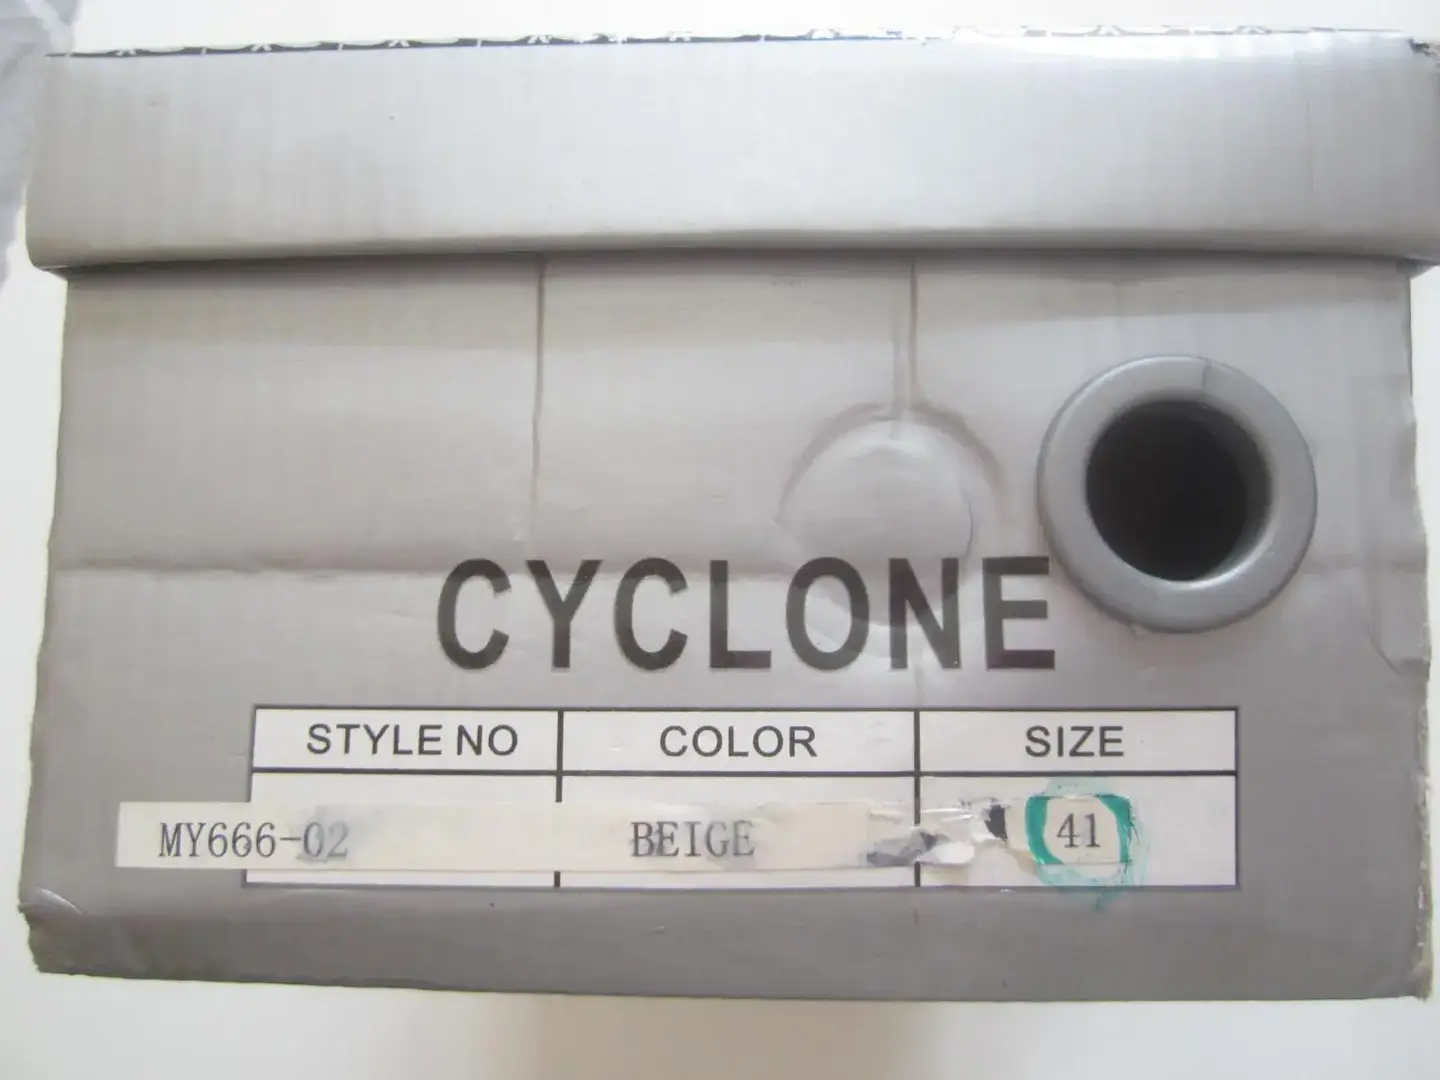 CYCLONE
STYLE NO COLOR SIZE
MY666-02 BEIGE 41